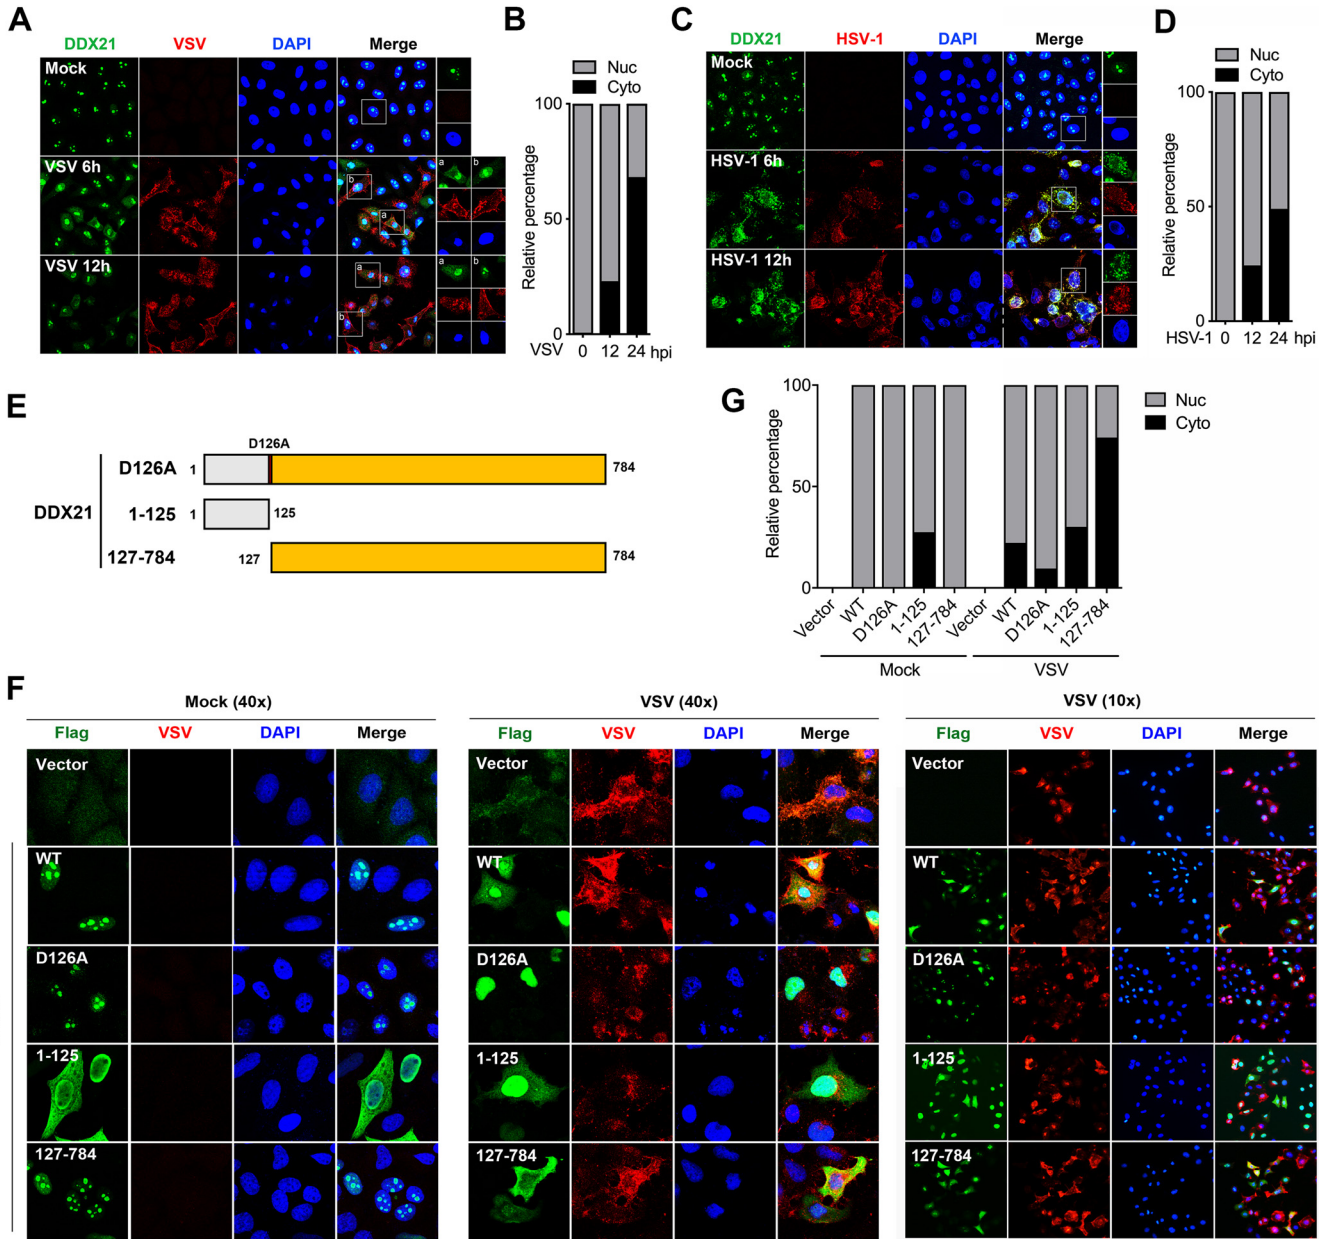 A
DDX21 VSV DAPI Merge
Mock
VSV 6h
a b
b
a
VSV 12h
a b
a
b
B
Nuc
Cyto
Relative percentage
100
50
0
VSV 0 12 24 hpi
C
DDX21 HSV-1 DAPI Merge
Mock
HSV-1 6h
HSV-1 12h
D
Nuc
Cyto
Relative percentage
100
50
0
HSV-1 0 12 24 hpi
E
D126A
D126A 1 784
DDX21 1-125 1 125
127-784 127 784
G
Nuc
Cyto
Relative percentage
100
50
0
Vector WT D126A 1-125 127-784 Vector WT D126A 1-125 127-784
Mock VSV
F
Mock (40x) VSV (40x) VSV (10x)
Flag VSV DAPI Merge Flag VSV DAPI Merge Flag VSV DAPI Merge
Vector Vector Vector
WT WT WT
D126A D126A D126A
1-125 1-125 1-125
127-784 127-784 127-784